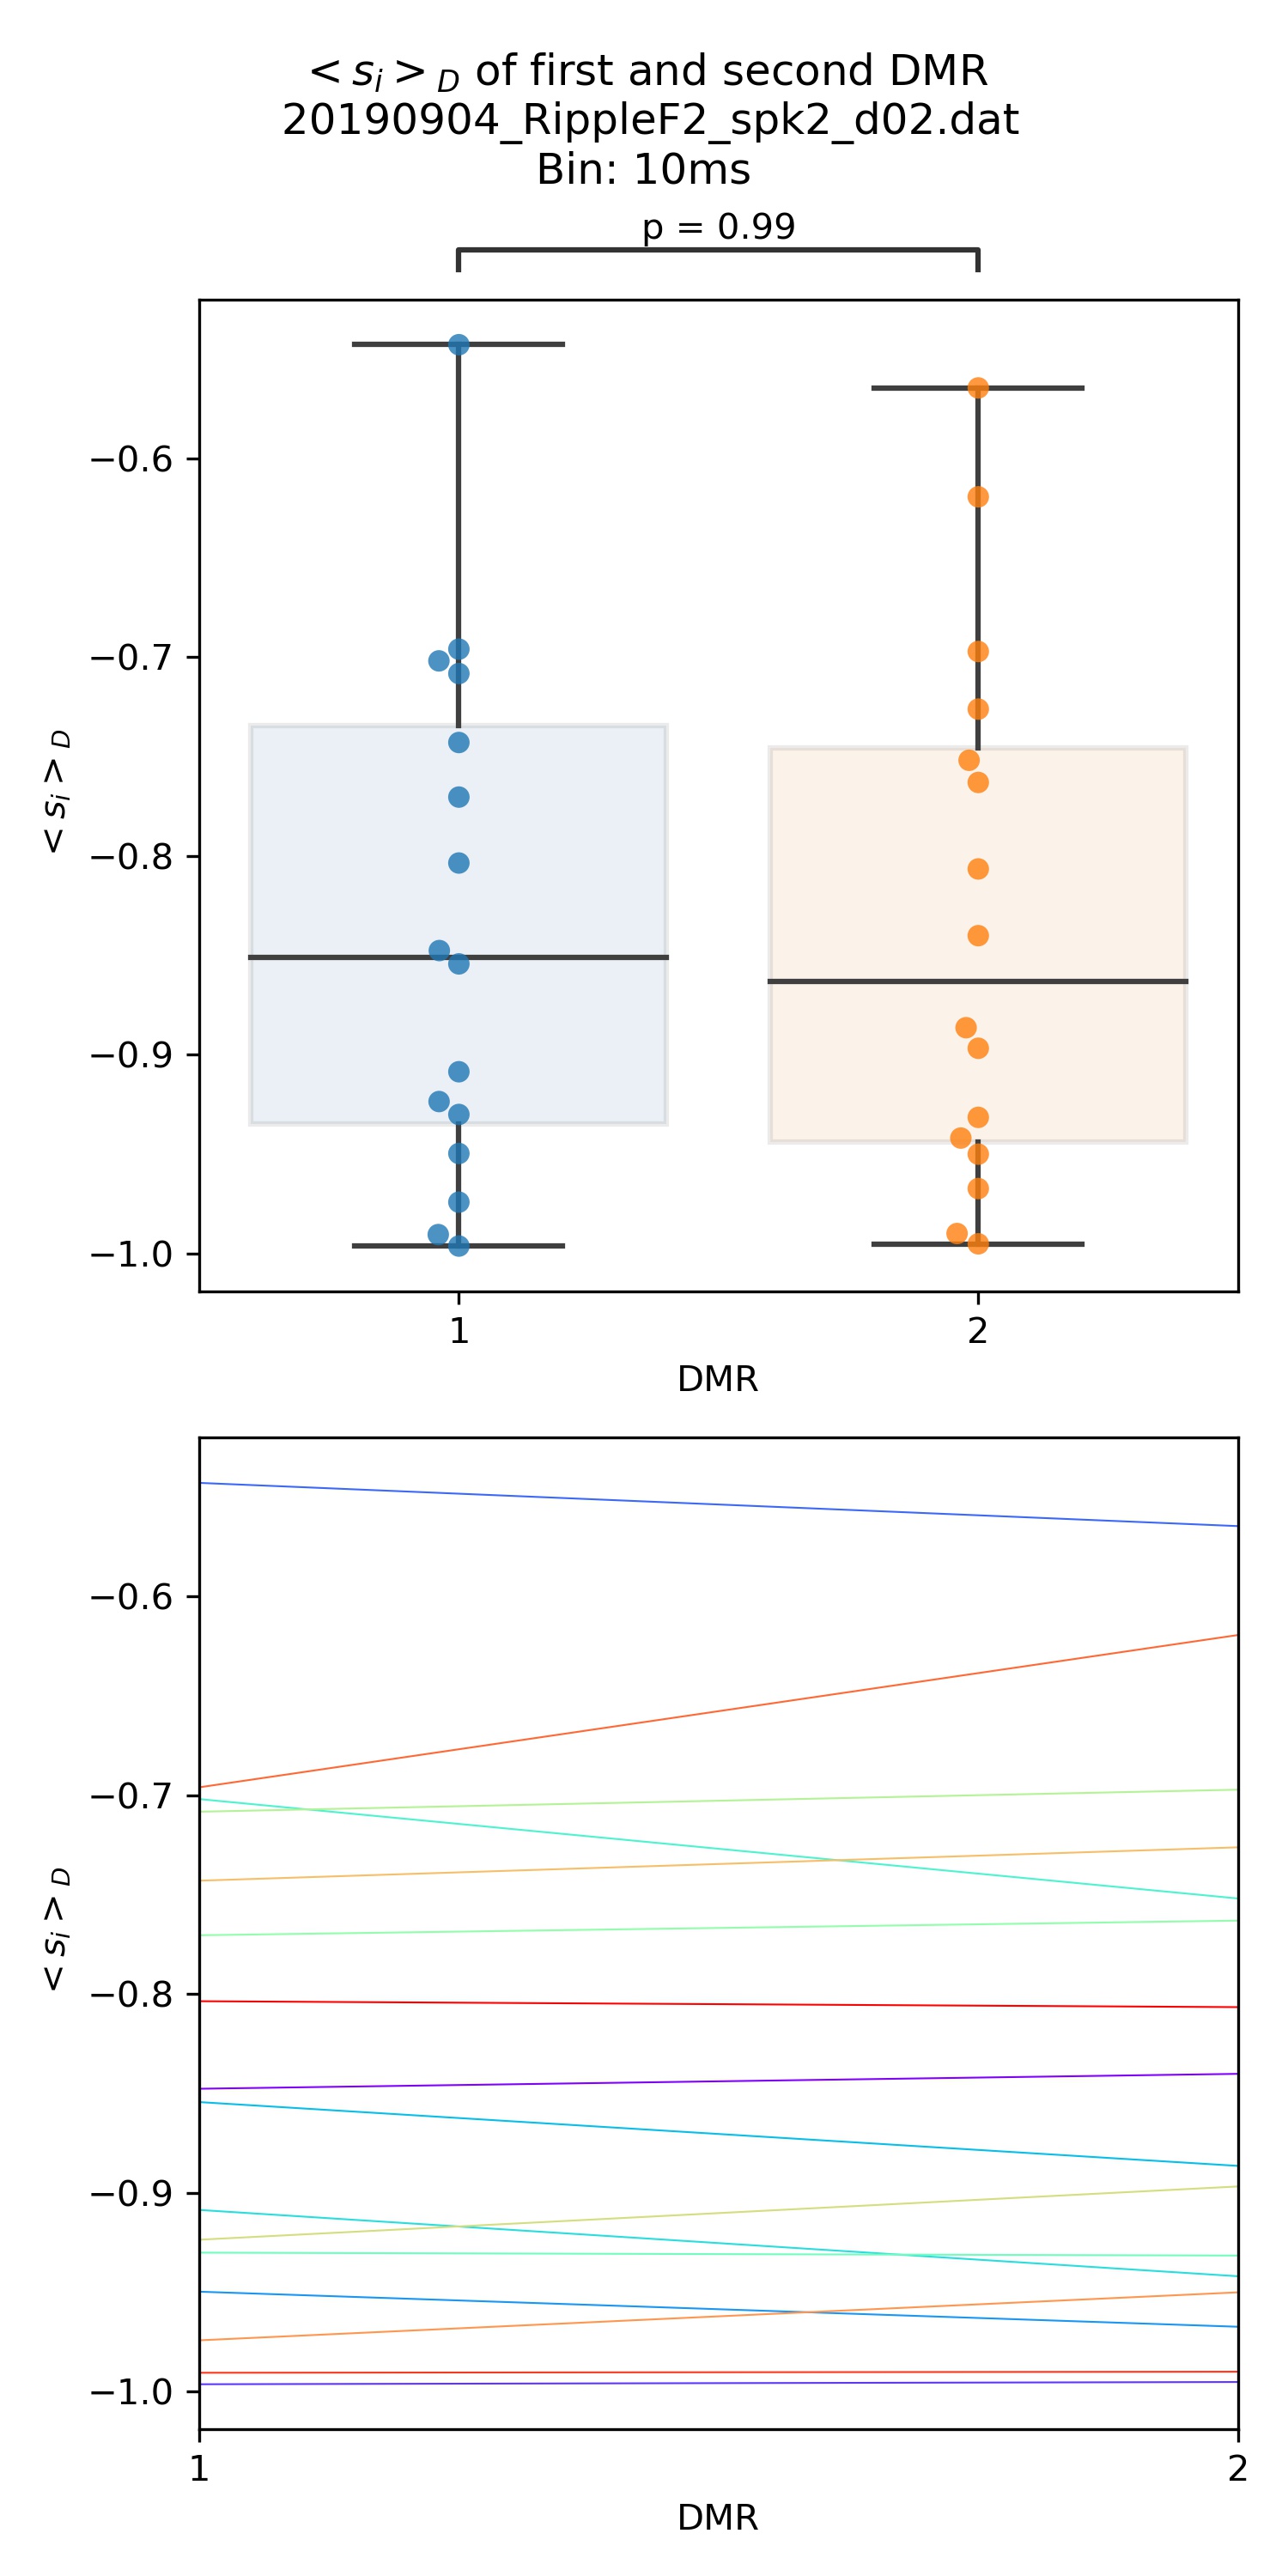 < s_i >_D of first and second DMR
20190904_RippleF2_spk2_d02.dat
Bin: 10ms
p = 0.99
< s_i >_D
−0.6
−0.7
−0.8
−0.9
−1.0
1 2
DMR
< s_i >_D
−0.6
−0.7
−0.8
−0.9
−1.0
1 2
DMR